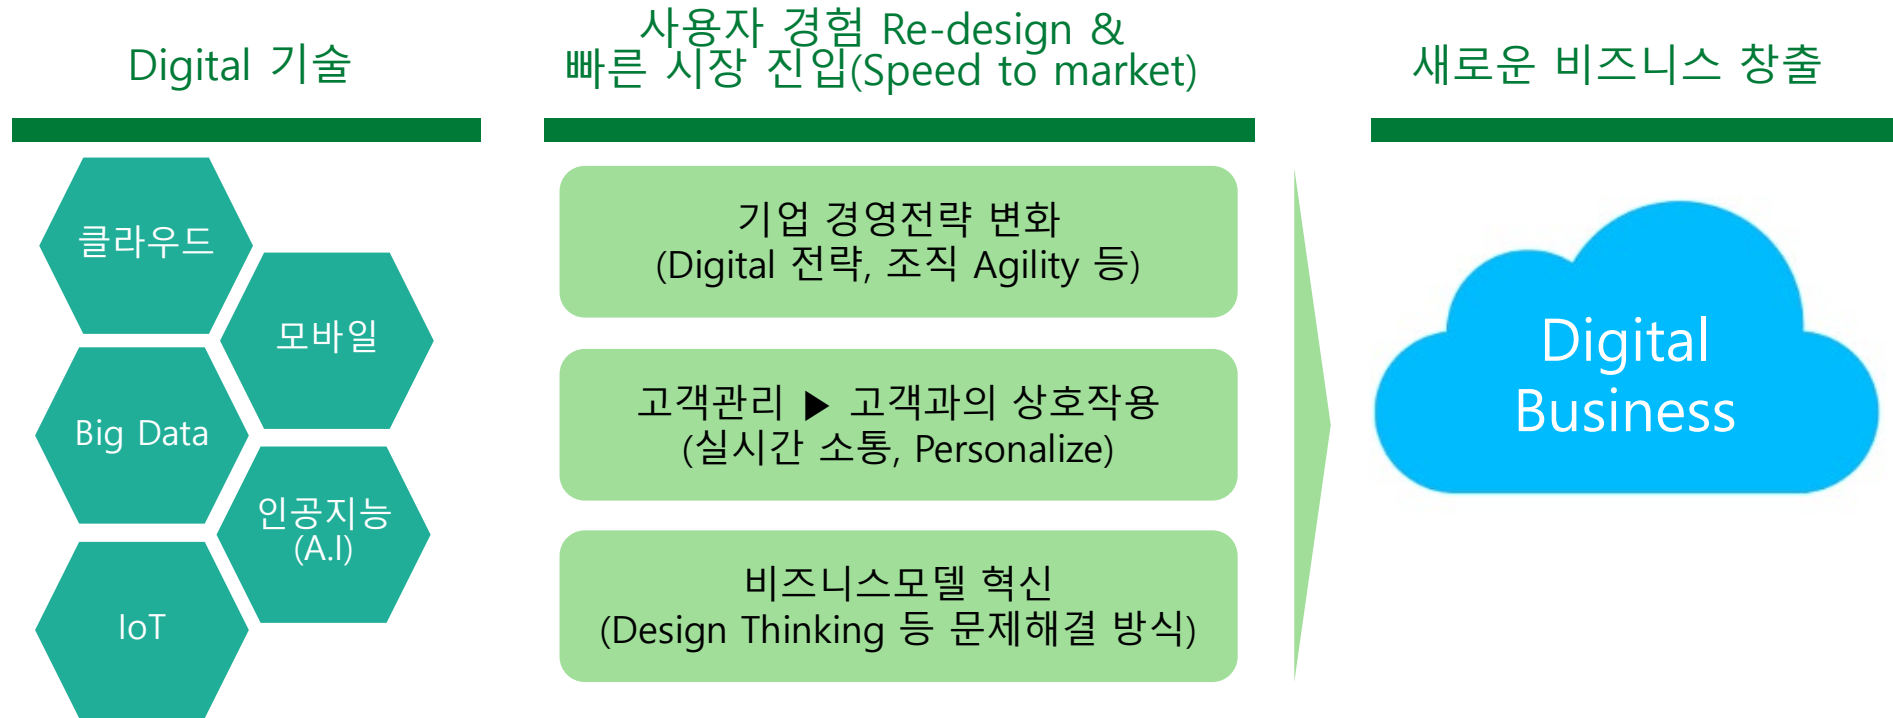 Digital 기술
사용자 경험 Re-design &
빠른 시장 진입(Speed to market)
새로운 비즈니스 창출
클라우드
모바일
Big Data
인공지능
(A.I)
IoT
기업 경영전략 변화
(Digital 전략, 조직 Agility 등)
고객관리 ▶ 고객과의 상호작용
(실시간 소통, Personalize)
비즈니스모델 혁신
(Design Thinking 등 문제해결 방식)
Digital
Business